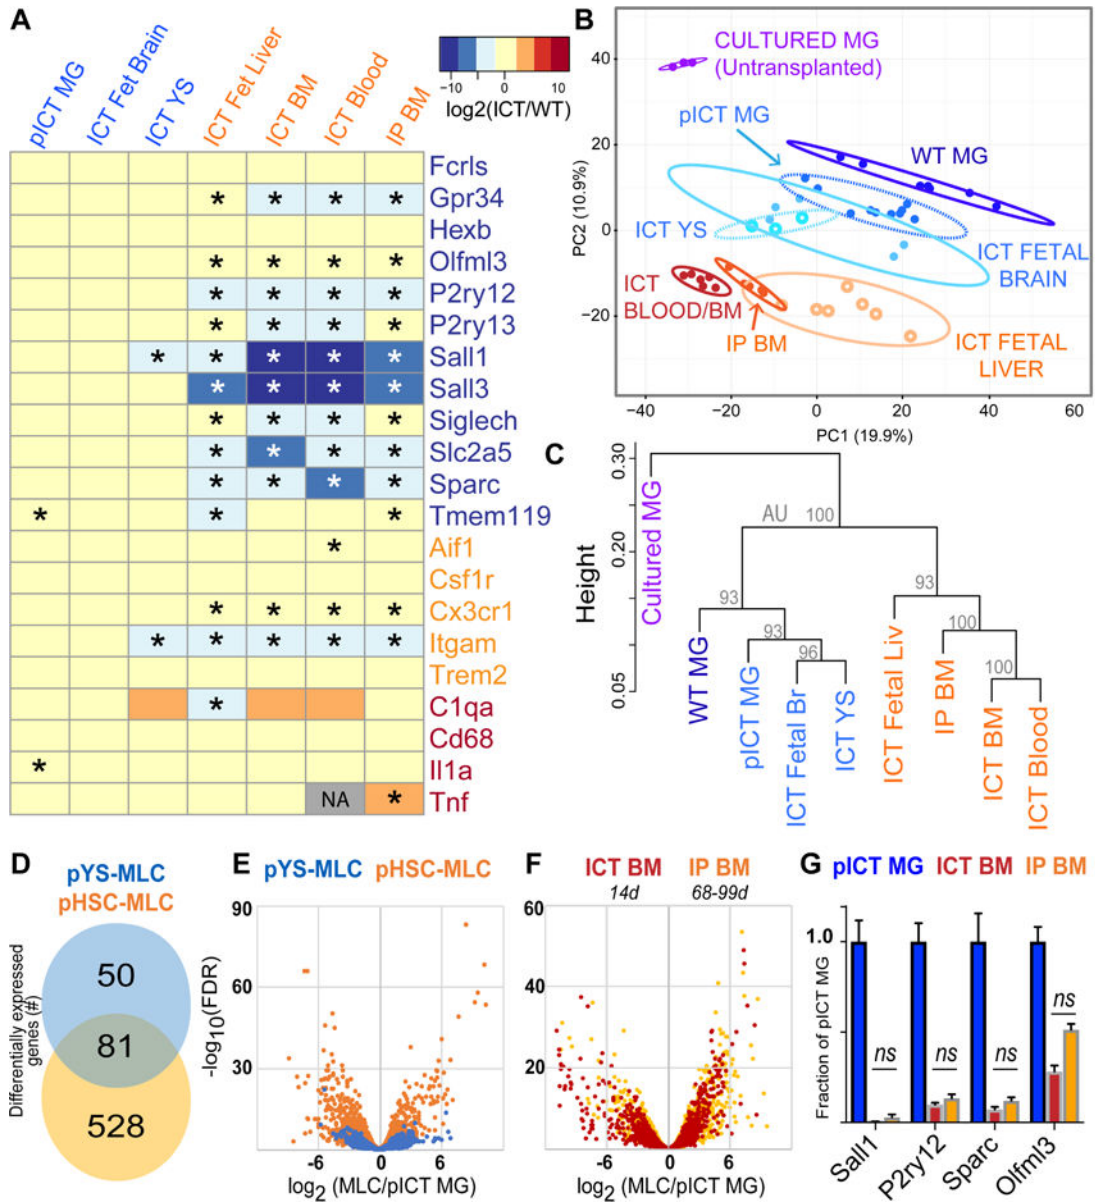 A
pICT MG
ICT Fet Brain
ICT YS
ICT Fet Liver
ICT BM
ICT Blood
IP BM
−10 0 10
log2(ICT/WT)
Fcrls
* * * * Gpr34
Hexb
* * * * Olfml3
* * * * P2ry12
* * * * P2ry13
* * * * * Sall1
* * * * Sall3
* * * * Siglech
* * * * Slc2a5
* * * * Sparc
* * * Tmem119
* Aif1
Csf1r
* * * * Cx3cr1
* * * * * Itgam
Trem2
* C1qa
Cd68
* Il1a
NA * Tnf
B
CULTURED MG
(Untransplanted)
pICT MG
WT MG
ICT YS
ICT FETAL
BRAIN
ICT
BLOOD/BM
IP BM
ICT FETAL
LIVER
PC2 (10.9%)
40
20
0
−20
−40 −20 0 20 40 60
PC1 (19.9%)
C
Height
0.30
0.20
0.05
AU 100
93
93
93
96
100
100
Cultured MG
WT MG
pICT MG
ICT Fetal Br
ICT YS
ICT Fetal Liv
IP BM
ICT BM
ICT Blood
D
pYS-MLC
pHSC-MLC
Differentially expressed
genes (#)
50
81
528
E
pYS-MLC pHSC-MLC
-log10(FDR)
90
60
30
-6 0 6
log2 (MLC/pICT MG)
F
ICT BM IP BM
14d 68-99d
60
40
20
-6 0 6
log2 (MLC/pICT MG)
G
pICT MG ICT BM IP BM
Fraction of pICT MG
1.0
ns ns ns ns
Sall1
P2ry12
Sparc
Olfml3